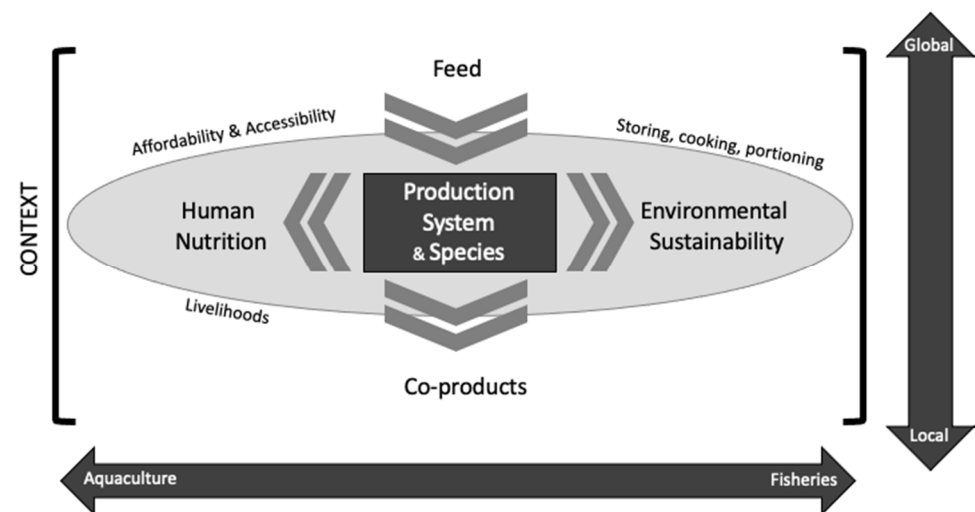 Global
Feed
Affordability & Accessibility
Storing, cooking, portioning
CONTEXT
Human
Nutrition
Production
System
& Species
Environmental
Sustainability
Livelihoods
Co-products
Local
Aquaculture
Fisheries